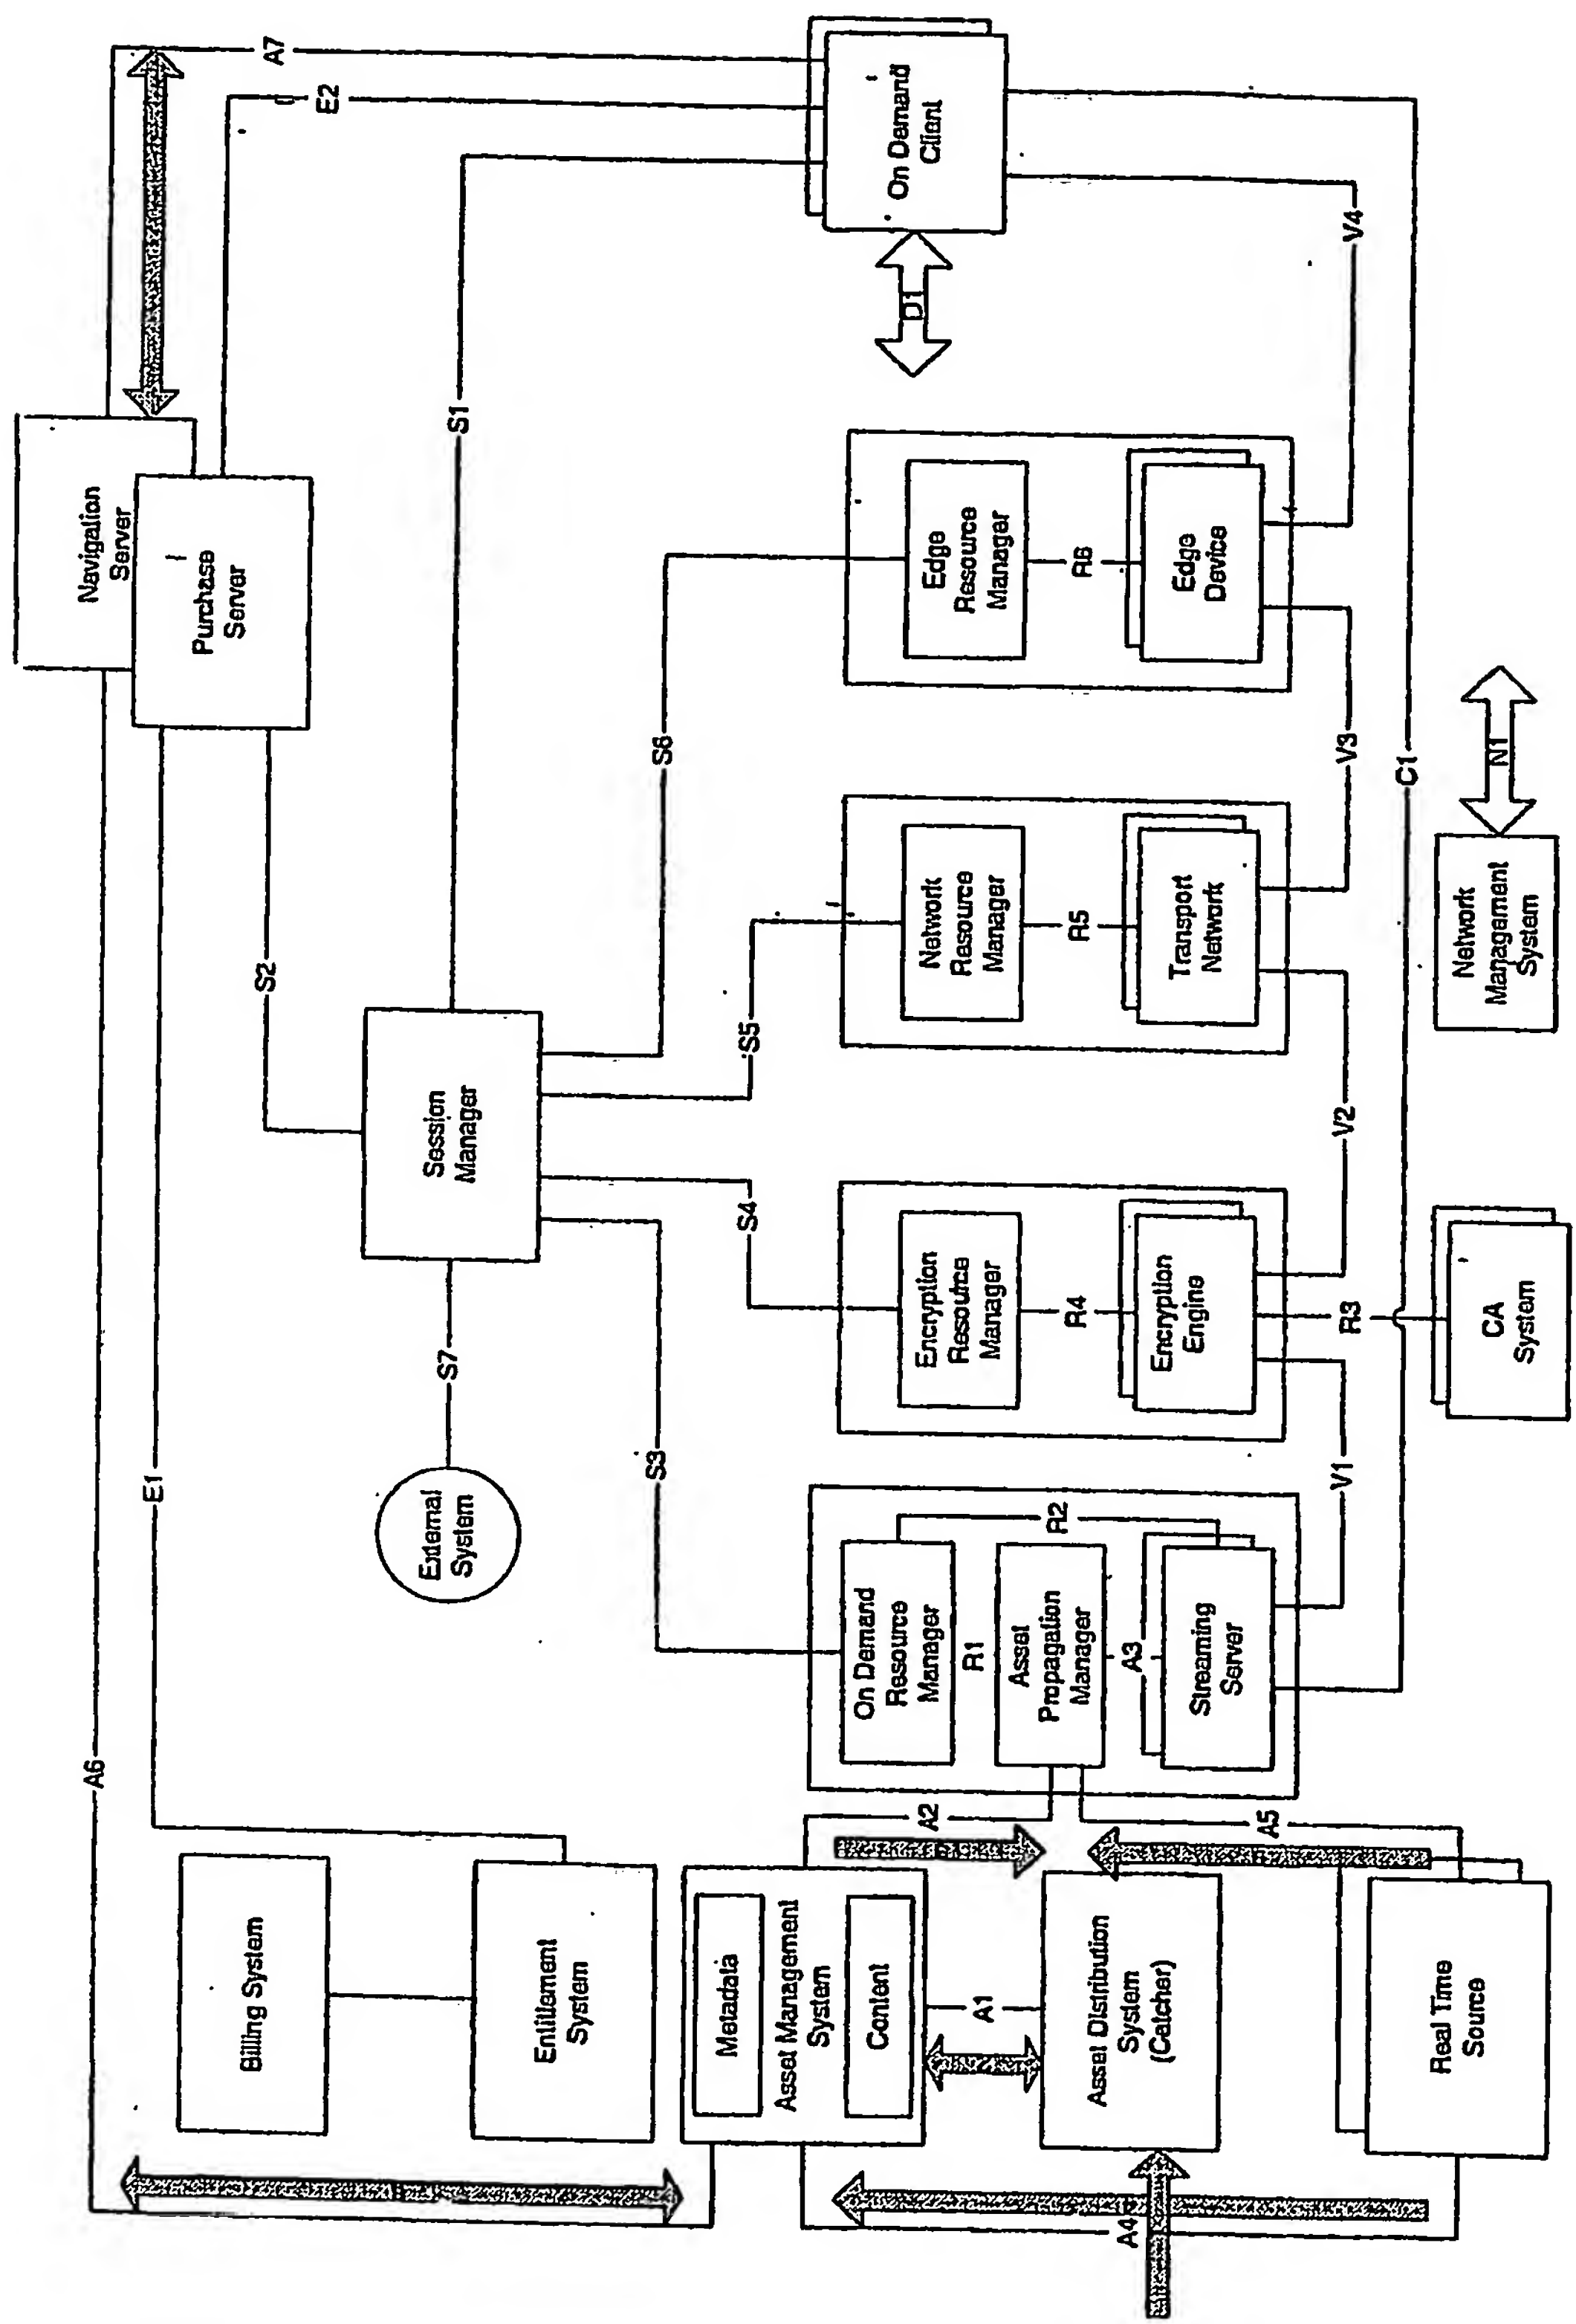 A6
A7
Navigation
Server
E1
E2
Purchase
Server
Billing System
S2
Entitlement
System
External
System
S7
Session
Manager
S1
S3
S4
S5
S6
Metadata
Asset Management
System
Content
A2
On Demand
Resource
Manager
R1
R2
Asset
Propagation
Manager
A3
Streaming
Server
Encryption
Resource
Manager
R4
Encryption
Engine
Network
Resource
Manager
R5
Transport
Network
Edge
Resource
Manager
R6
Edge
Device
D1
On Demand
Client
A1
Asset Distribution
System
(Catcher)
A4
A5
Real Time
Source
V1
V2
V3
V4
R3
C1
CA
System
Network
Management
System
N1